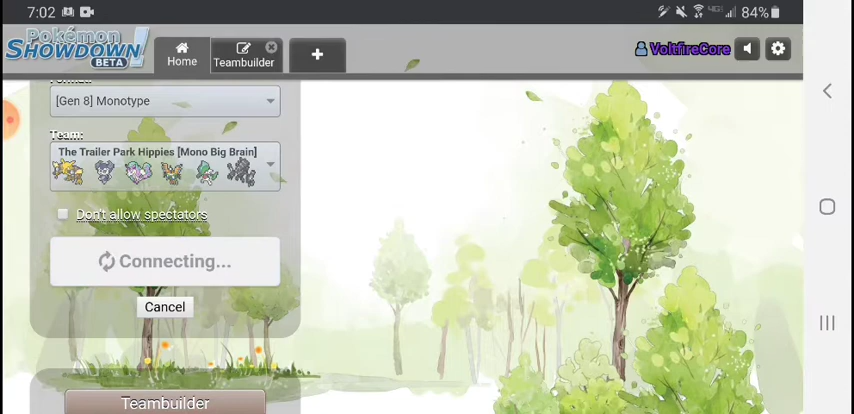 7:02
84%
Pokémon
SHOWDOWN!
BETA
Home
Teambuilder
VoltfireCore
Format:
[Gen 8] Monotype
Team:
The Trailer Park Hippies [Mono Big Brain]
Don't allow spectators
Connecting...
Cancel
Teambuilder